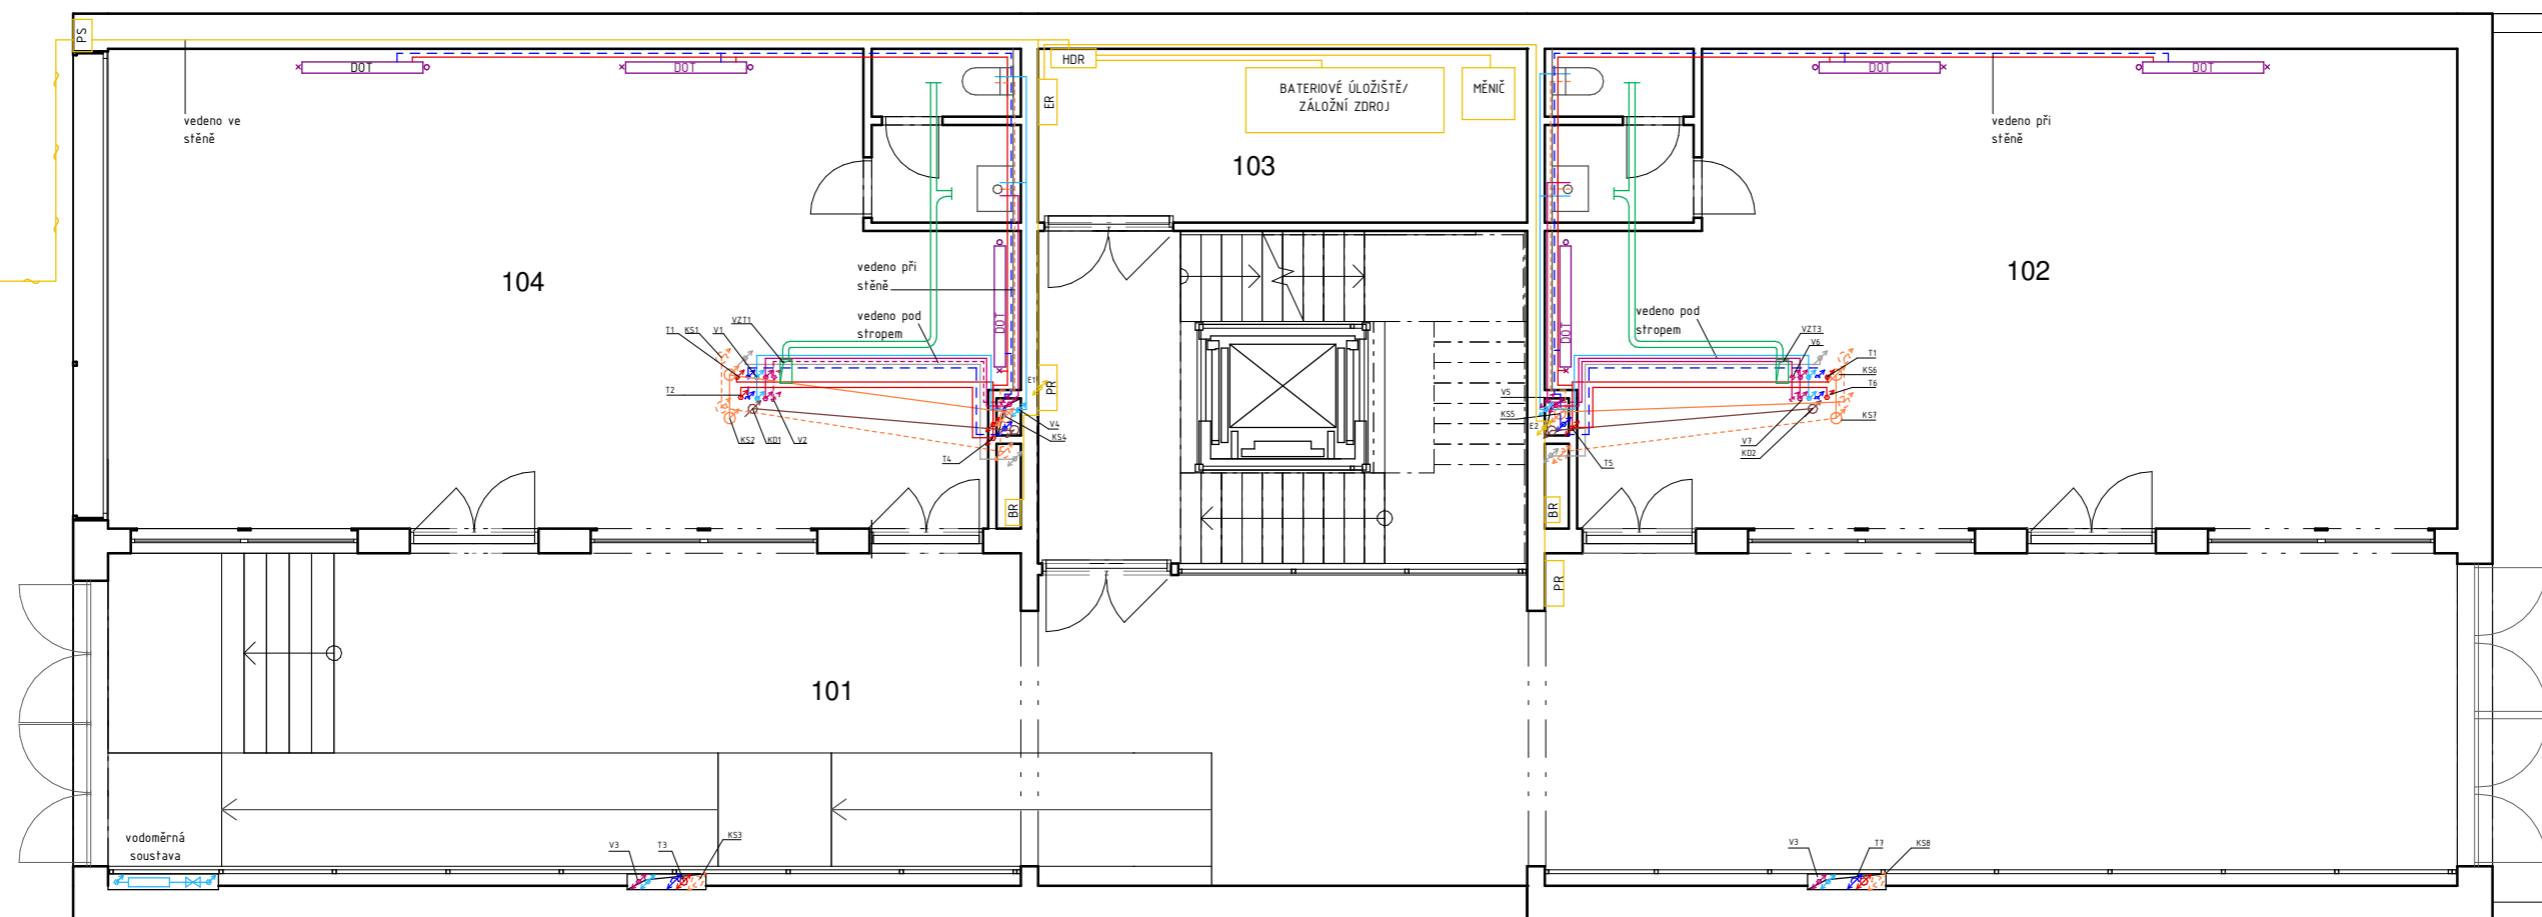 PS
DOT
DOT
HDR
ER
BATERIOVÉ ÚLOŽIŠTĚ/
ZÁLOŽNÍ ZDROJ
MĚNIČ
DOT
DOT
vedeno ve
stěně
vedeno při
stěně
103
104
102
vedeno při
stěně
DOT
vedeno pod
stropem
DOT
vedeno pod
stropem
T1
KS1
V1
VZT1
VZT3
V6
T1
KS6
T6
T2
E1
PR
V5
KS5
E2
KS2
KD1
V2
V4
KS4
T4
KS7
V7
KD2
T5
BR
BR
PR
101
vodoměrná
soustava
V3
T3
KS3
V3
T7
KS8